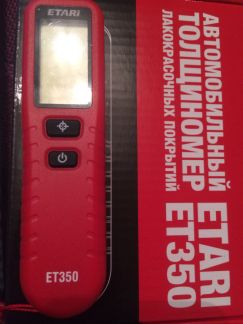 ETARI
ET350
АВТОМОБИЛЬНЫЙ
ТОЛЩИНОМЕР
ЛАКОКРАСОЧНЫХ ПОКРЫТИЙ
ETARI
ET350